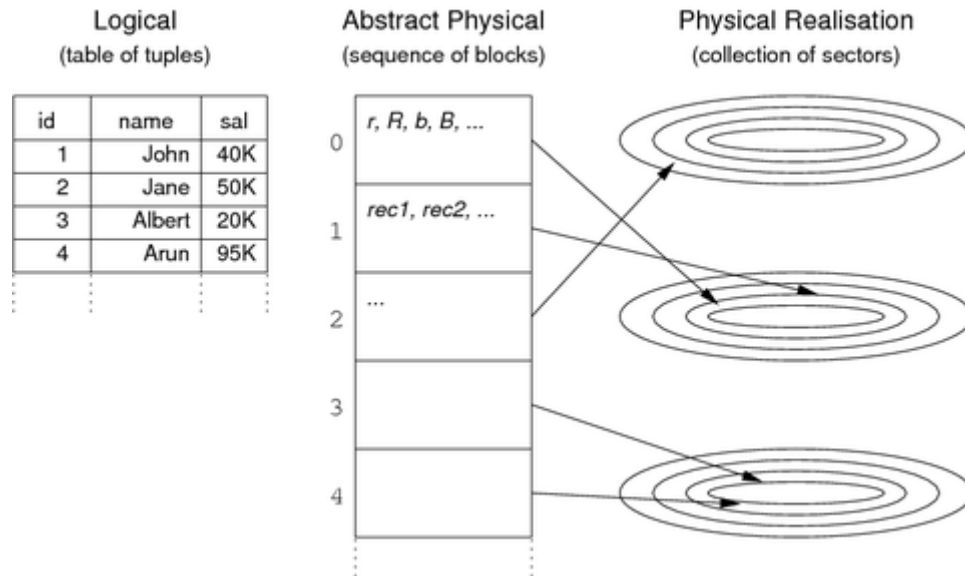 Logical
(table of tuples)
id name sal
1 John 40K
2 Jane 50K
3 Albert 20K
4 Arun 95K
Abstract Physical
(sequence of blocks)
0 r, R, b, B, ...
1 rec1, rec2, ...
2 ...
3
4
Physical Realisation
(collection of sectors)